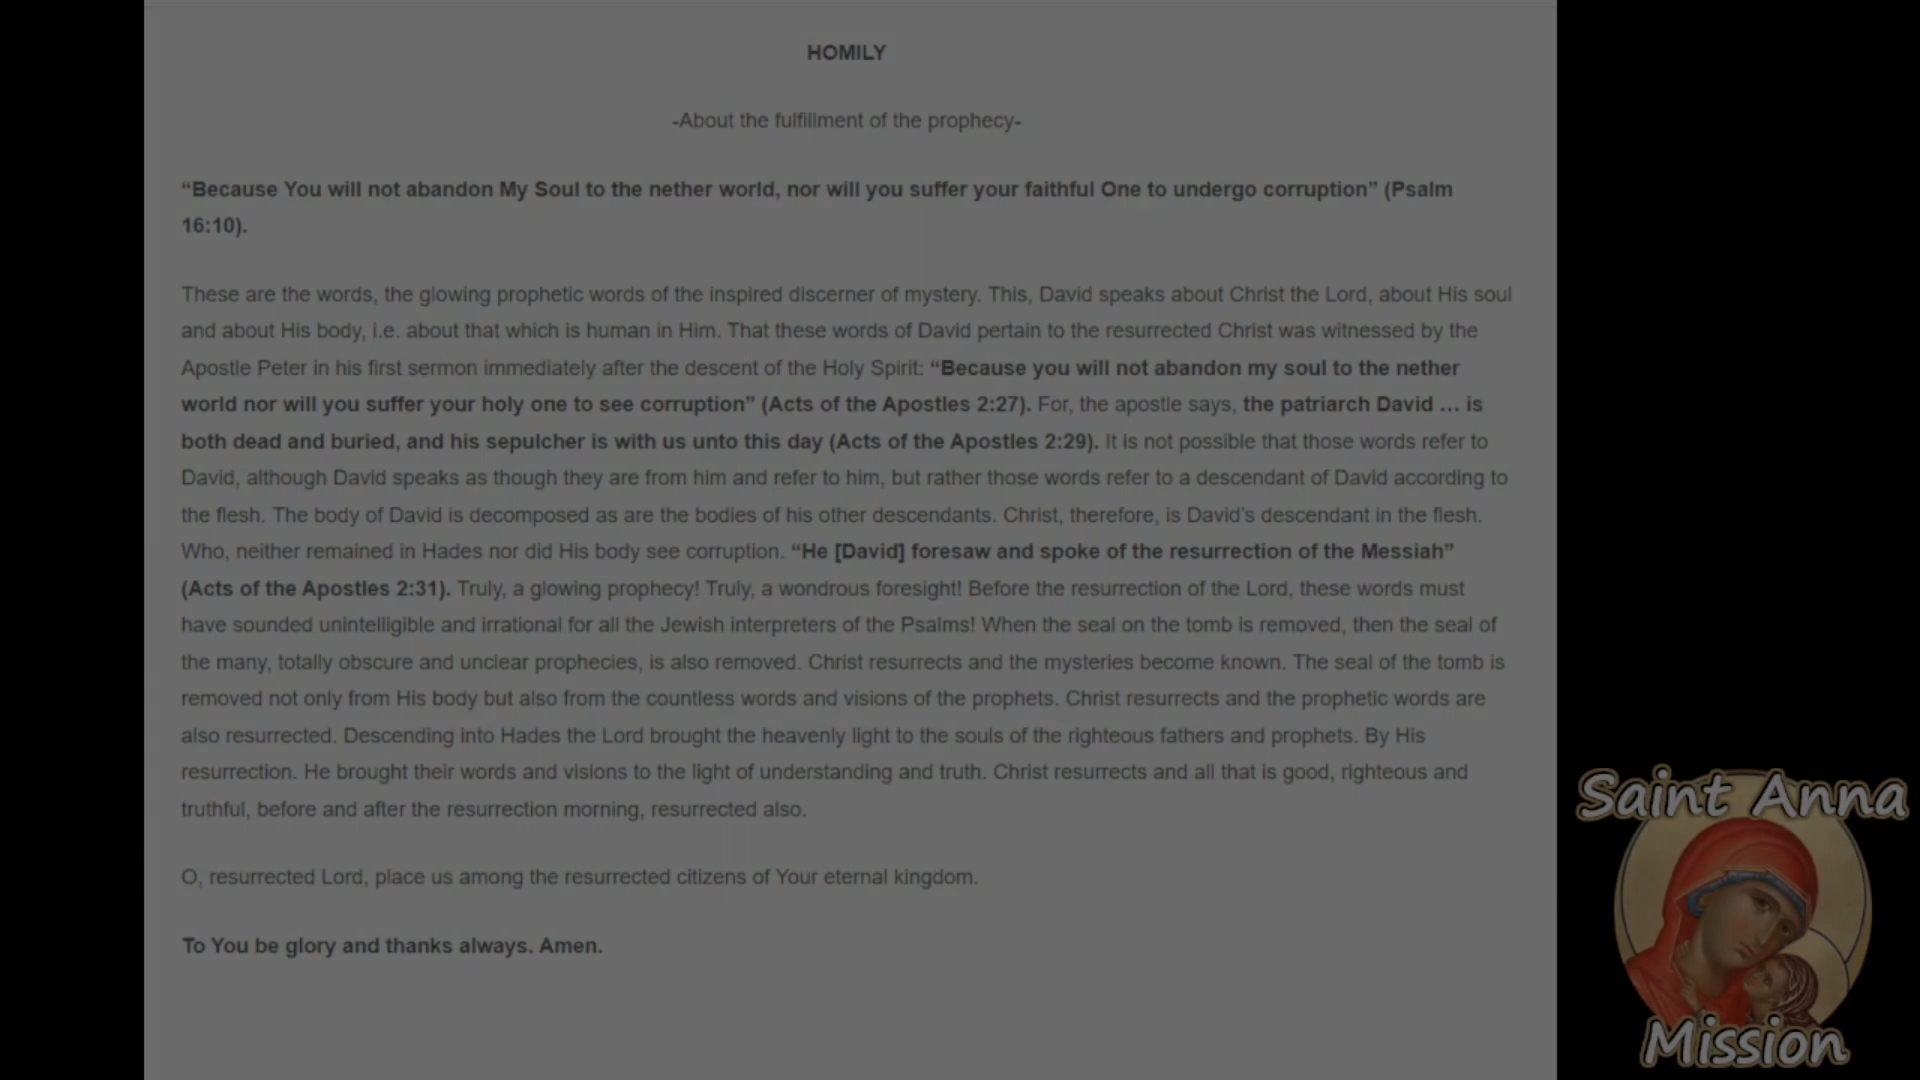 HOMILY
-About the fulfillment of the prophecy-
“Because You will not abandon My Soul to the nether world, nor will you suffer your faithful One to undergo corruption” (Psalm
16:10).
These are the words, the glowing prophetic words of the inspired discerner of mystery. This, David speaks about Christ the Lord, about His soul
and about His body, i.e. about that which is human in Him. That these words of David pertain to the resurrected Christ was witnessed by the
Apostle Peter in his first sermon immediately after the descent of the Holy Spirit: “Because you will not abandon my soul to the nether
world nor will you suffer your holy one to see corruption” (Acts of the Apostles 2:27). For, the apostle says, the patriarch David … is
both dead and buried, and his sepulcher is with us unto this day (Acts of the Apostles 2:29). It is not possible that those words refer to
David, although David speaks as though they are from him and refer to him, but rather those words refer to a descendant of David according to
the flesh. The body of David is decomposed as are the bodies of his other descendants. Christ, therefore, is David’s descendant in the flesh.
Who, neither remained in Hades nor did His body see corruption. “He [David] foresaw and spoke of the resurrection of the Messiah”
(Acts of the Apostles 2:31). Truly, a glowing prophecy! Truly, a wondrous foresight! Before the resurrection of the Lord, these words must
have sounded unintelligible and irrational for all the Jewish interpreters of the Psalms! When the seal on the tomb is removed, then the seal of
the many, totally obscure and unclear prophecies, is also removed. Christ resurrects and the mysteries become known. The seal of the tomb is
removed not only from His body but also from the countless words and visions of the prophets. Christ resurrects and the prophetic words are
also resurrected. Descending into Hades the Lord brought the heavenly light to the souls of the righteous fathers and prophets. By His
resurrection. He brought their words and visions to the light of understanding and truth. Christ resurrects and all that is good, righteous and
truthful, before and after the resurrection morning, resurrected also.
O, resurrected Lord, place us among the resurrected citizens of Your eternal kingdom.
To You be glory and thanks always. Amen.
Saint Anna
Mission